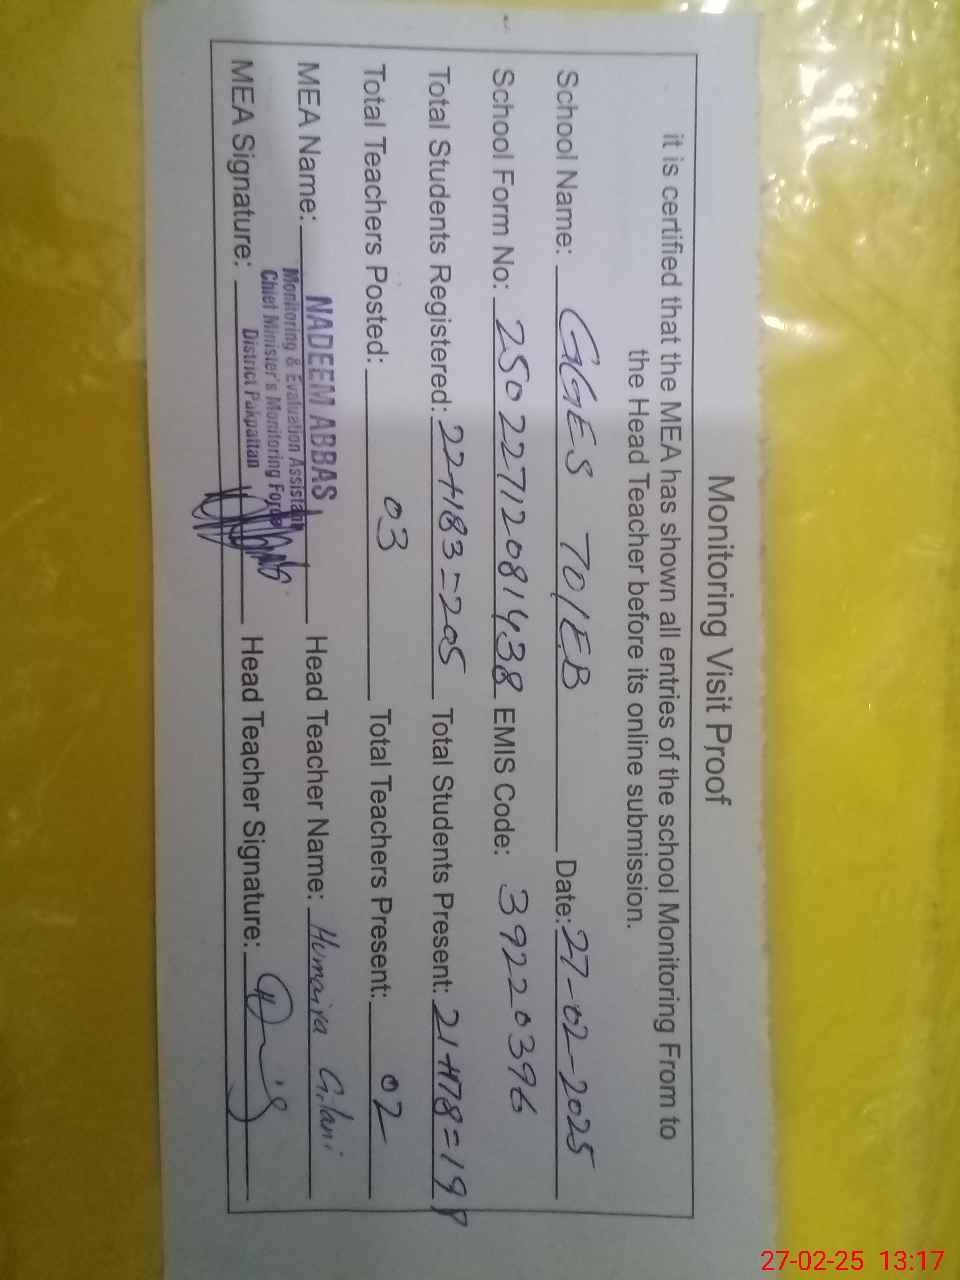 Monitoring Visit Proof
it is certified that the MEA has shown all entries of the school Monitoring From to
the Head Teacher before its online submission.
School Name: GGES 70/EB Date: 27-02-2025
School Form No: 25022712081438 EMIS Code: 39220396
Total Students Registered: 22+183=205 Total Students Present: 21+178=198
Total Teachers Posted: 03 Total Teachers Present: 02
MEA Name: NADEEM ABBAS Head Teacher Name: Humaira Gilani
Monitoring & Evaluation Assistant
Chief Minister's Monitoring Force
District Pakpattan
MEA Signature: Head Teacher Signature:
27-02-25 13:17